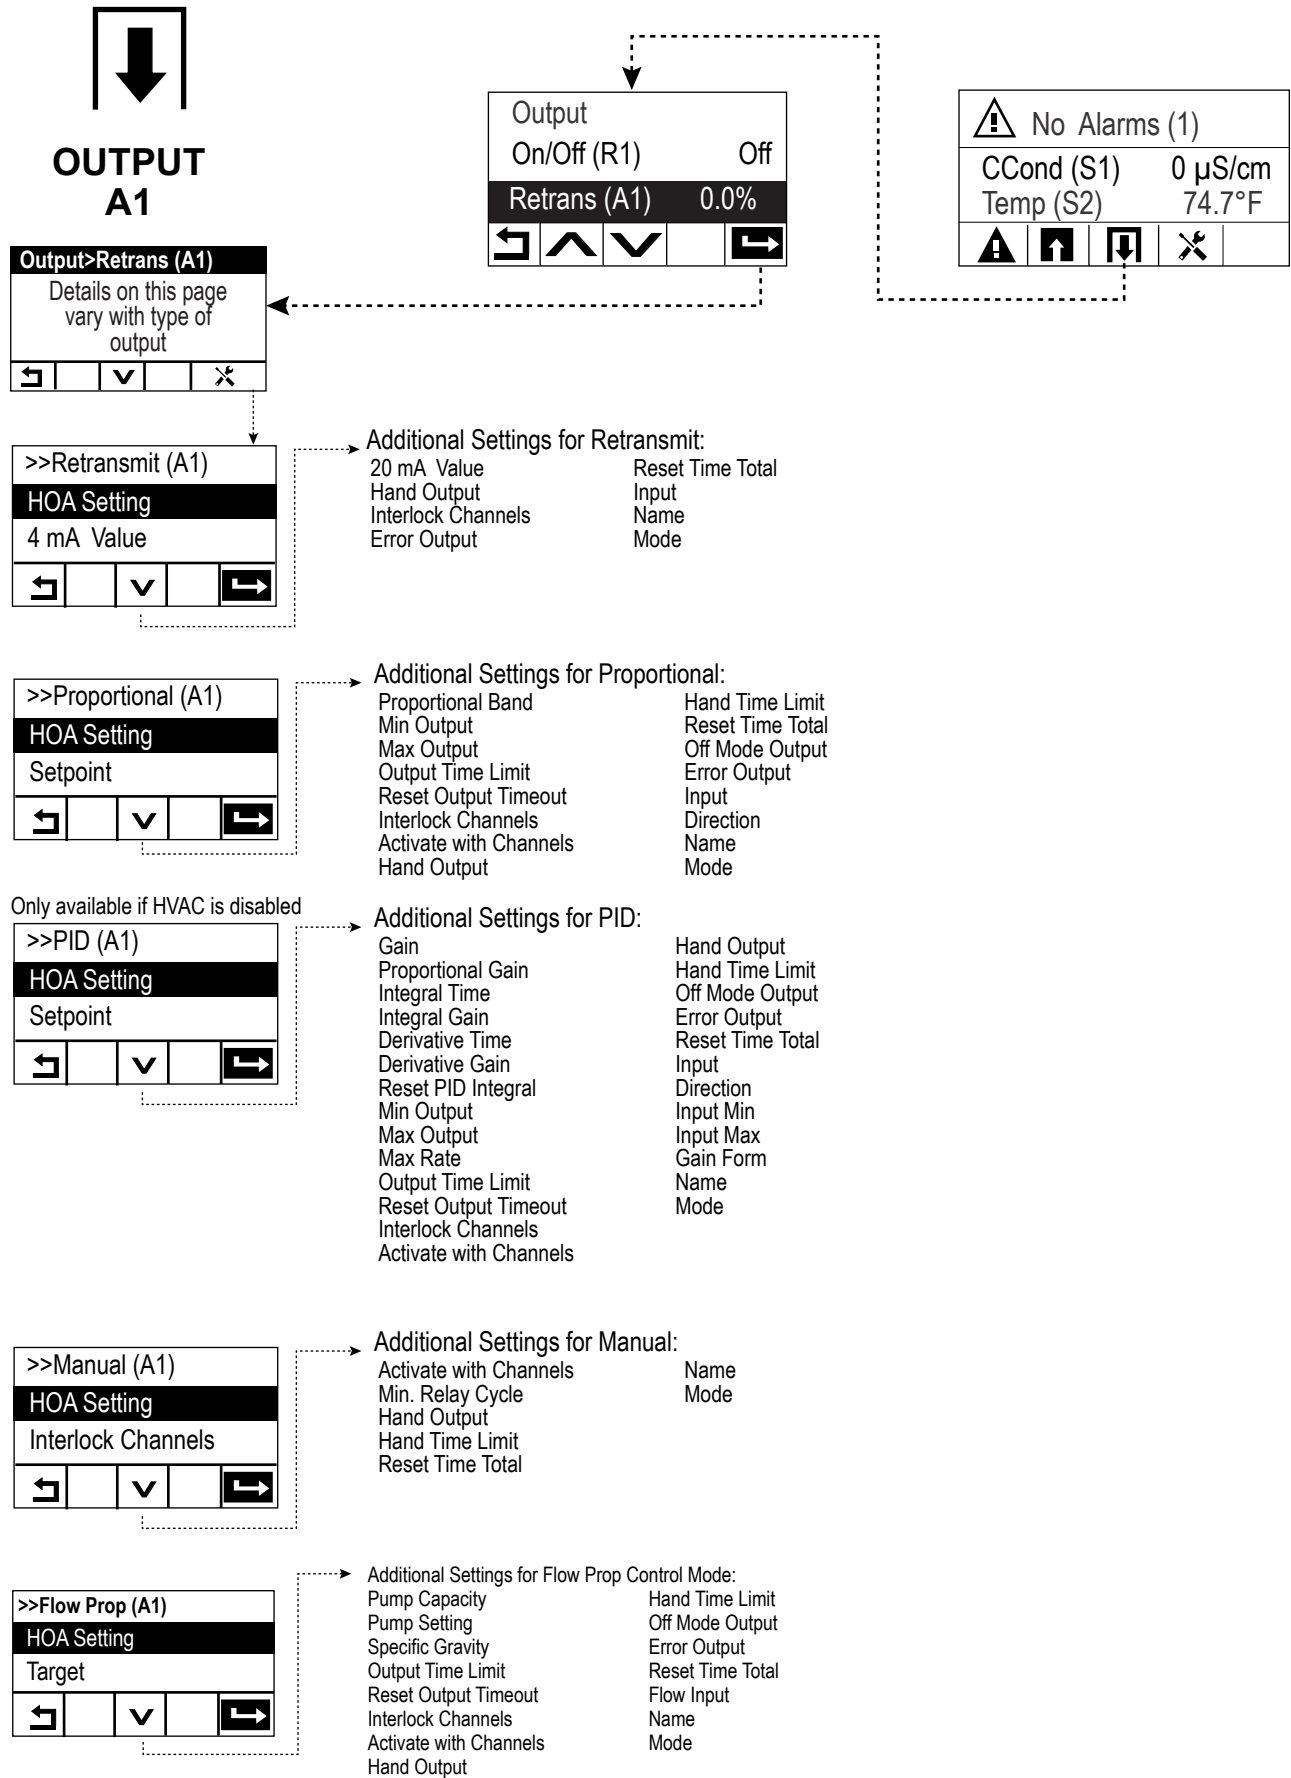 OUTPUT
A1
Output
On/Off (R1) Off
Retrans (A1) 0.0%
No Alarms (1)
CCond (S1) 0 µS/cm
Temp (S2) 74.7°F
Output>Retrans (A1)
Details on this page
vary with type of
output
>>Retransmit (A1)
HOA Setting
4 mA Value
Additional Settings for Retransmit:
20 mA Value
Hand Output
Interlock Channels
Error Output
Reset Time Total
Input
Name
Mode
>>Proportional (A1)
HOA Setting
Setpoint
Additional Settings for Proportional:
Proportional Band
Min Output
Max Output
Output Time Limit
Reset Output Timeout
Interlock Channels
Activate with Channels
Hand Output
Hand Time Limit
Reset Time Total
Off Mode Output
Error Output
Input
Direction
Name
Mode
Only available if HVAC is disabled
>>PID (A1)
HOA Setting
Setpoint
Additional Settings for PID:
Gain
Proportional Gain
Integral Time
Integral Gain
Derivative Time
Derivative Gain
Reset PID Integral
Min Output
Max Output
Max Rate
Output Time Limit
Reset Output Timeout
Interlock Channels
Activate with Channels
Hand Output
Hand Time Limit
Off Mode Output
Error Output
Reset Time Total
Input
Direction
Input Min
Input Max
Gain Form
Name
Mode
>>Manual (A1)
HOA Setting
Interlock Channels
Additional Settings for Manual:
Activate with Channels
Min. Relay Cycle
Hand Output
Hand Time Limit
Reset Time Total
Name
Mode
>>Flow Prop (A1)
HOA Setting
Target
Additional Settings for Flow Prop Control Mode:
Pump Capacity
Pump Setting
Specific Gravity
Output Time Limit
Reset Output Timeout
Interlock Channels
Activate with Channels
Hand Output
Hand Time Limit
Off Mode Output
Error Output
Reset Time Total
Flow Input
Name
Mode